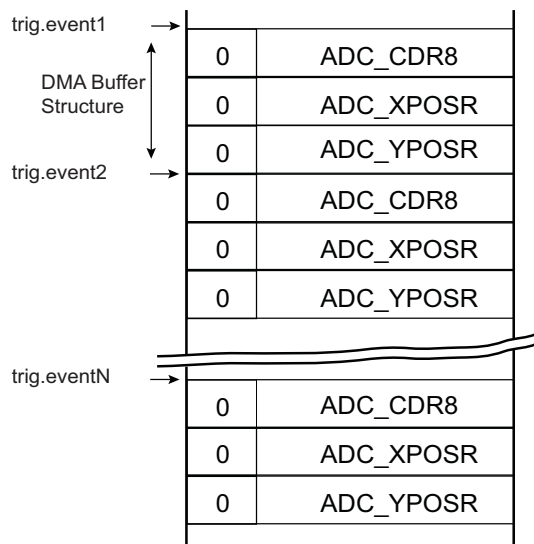 trig.event1
0 ADC_CDR8
DMA Buffer
Structure
0 ADC_XPOSR
0 ADC_YPOSR
trig.event2
0 ADC_CDR8
0 ADC_XPOSR
0 ADC_YPOSR
trig.eventN
0 ADC_CDR8
0 ADC_XPOSR
0 ADC_YPOSR